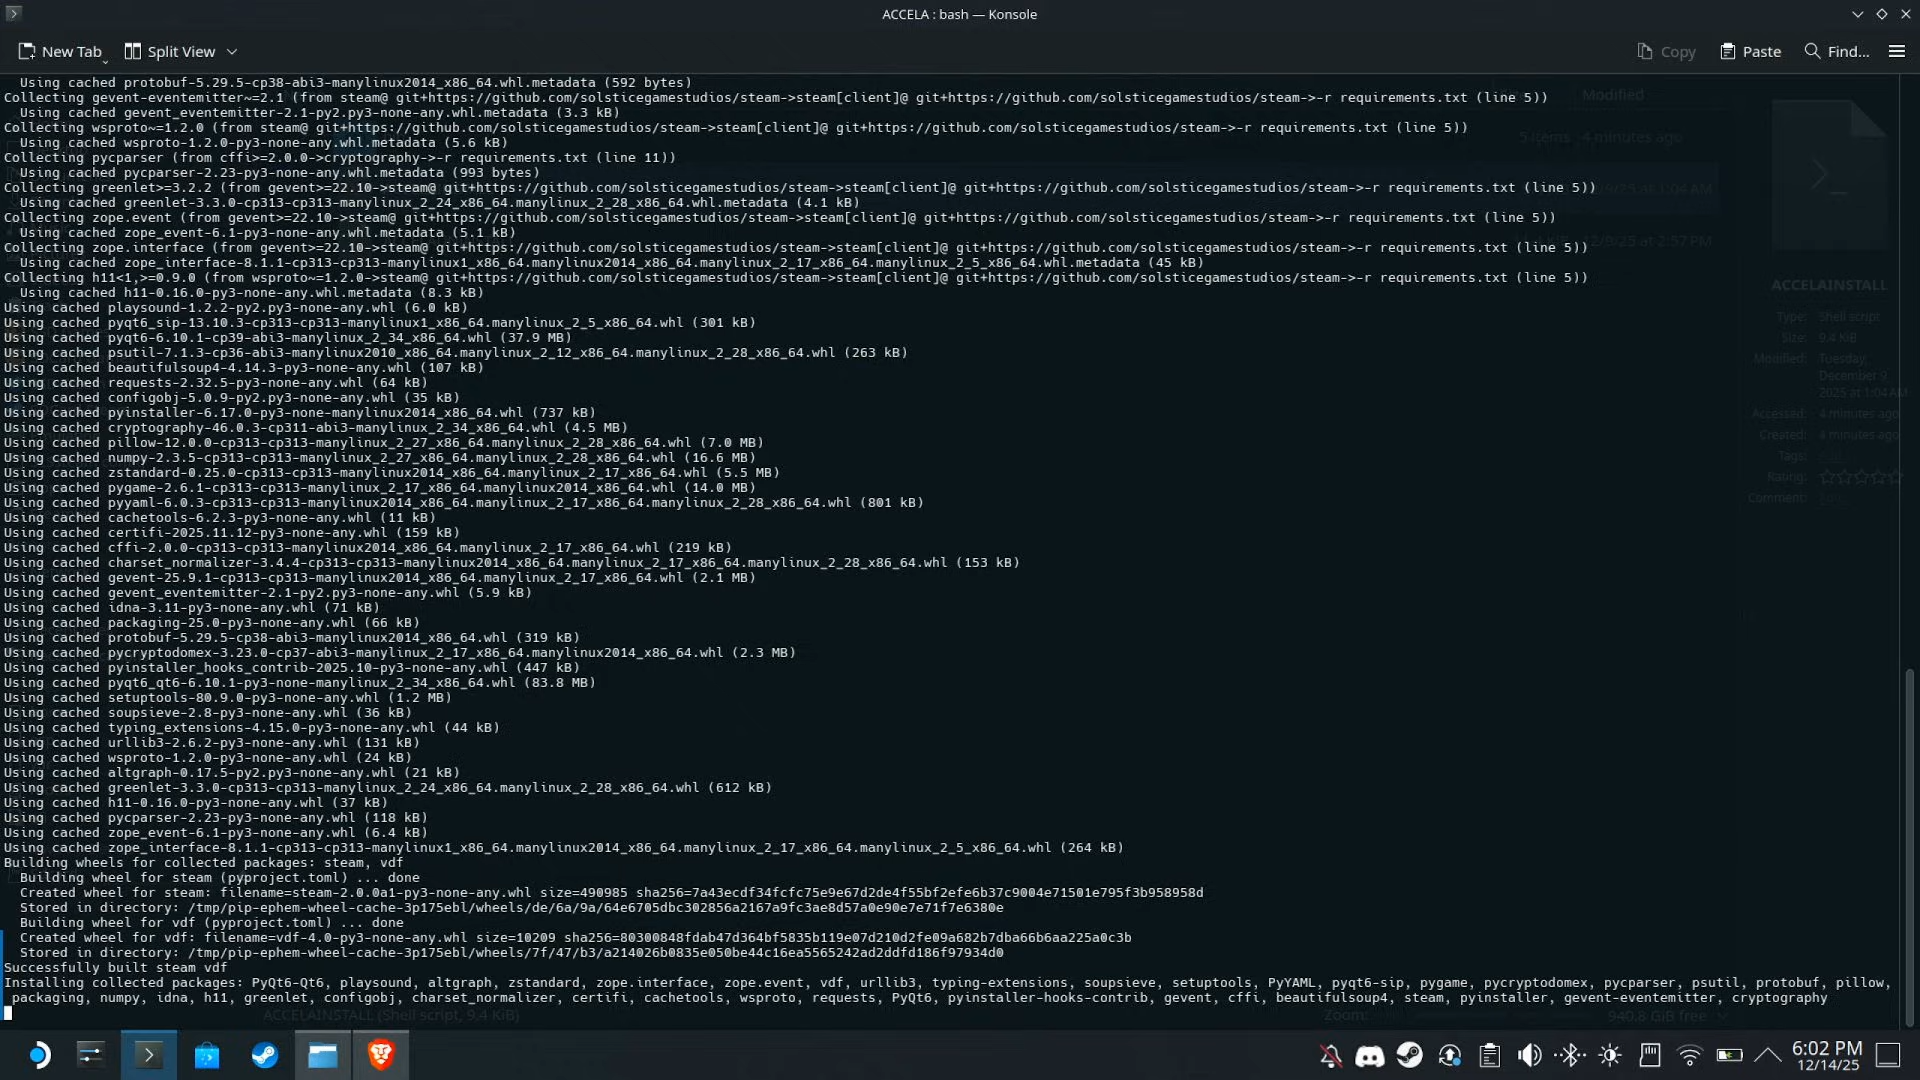 ACCELA : bash — Konsole
New Tab
Split View
Copy
Paste
Find...
Using cached protobuf-5.29.5-cp38-abi3-manylinux2014_x86_64.whl.metadata (592 bytes)
Collecting gevent-eventemitter~=2.1 (from steam@ git+https://github.com/solsticegamestudios/steam->steam[client]@ git+https://github.com/solsticegamestudios/steam->-r requirements.txt (line 5))
Using cached gevent_eventemitter-2.1-py2.py3-none-any.whl.metadata (3.3 kB)
Collecting wsproto~=1.2.0 (from steam@ git+https://github.com/solsticegamestudios/steam->steam[client]@ git+https://github.com/solsticegamestudios/steam->-r requirements.txt (line 5))
Using cached wsproto-1.2.0-py3-none-any.whl.metadata (5.6 kB)
Collecting pycparser (from cffi>=2.0.0->cryptography->-r requirements.txt (line 11))
Using cached pycparser-2.23-py3-none-any.whl.metadata (993 bytes)
Collecting greenlet>=3.2.2 (from gevent>=22.10->steam@ git+https://github.com/solsticegamestudios/steam->steam[client]@ git+https://github.com/solsticegamestudios/steam->-r requirements.txt (line 5))
Using cached greenlet-3.3.0-cp313-cp313-manylinux_2_24_x86_64.manylinux_2_28_x86_64.whl.metadata (4.1 kB)
Collecting zope.event (from gevent>=22.10->steam@ git+https://github.com/solsticegamestudios/steam->steam[client]@ git+https://github.com/solsticegamestudios/steam->-r requirements.txt (line 5))
Using cached zope_event-6.1-py3-none-any.whl.metadata (5.1 kB)
Collecting zope.interface (from gevent>=22.10->steam@ git+https://github.com/solsticegamestudios/steam->steam[client]@ git+https://github.com/solsticegamestudios/steam->-r requirements.txt (line 5))
Using cached zope_interface-8.1.1-cp313-cp313-manylinux1_x86_64.manylinux2014_x86_64.manylinux_2_17_x86_64.manylinux_2_5_x86_64.whl.metadata (45 kB)
Collecting h11<1,>=0.9.0 (from wsproto~=1.2.0->steam@ git+https://github.com/solsticegamestudios/steam->steam[client]@ git+https://github.com/solsticegamestudios/steam->-r requirements.txt (line 5))
Using cached h11-0.16.0-py3-none-any.whl.metadata (8.3 kB)
Using cached playsound-1.2.2-py2.py3-none-any.whl (6.0 kB)
Using cached pyqt6_sip-13.10.3-cp313-cp313-manylinux1_x86_64.manylinux_2_5_x86_64.whl (301 kB)
Using cached pyqt6-6.10.1-cp39-abi3-manylinux_2_34_x86_64.whl (37.9 MB)
Using cached psutil-7.1.3-cp36-abi3-manylinux2010_x86_64.manylinux_2_12_x86_64.manylinux_2_28_x86_64.whl (263 kB)
Using cached beautifulsoup4-4.14.3-py3-none-any.whl (107 kB)
Using cached requests-2.32.5-py3-none-any.whl (64 kB)
Using cached configobj-5.0.9-py2.py3-none-any.whl (35 kB)
Using cached pyinstaller-6.17.0-py3-none-manylinux2014_x86_64.whl (737 kB)
Using cached cryptography-46.0.3-cp311-abi3-manylinux_2_34_x86_64.whl (4.5 MB)
Using cached pillow-12.0.0-cp313-cp313-manylinux_2_27_x86_64.manylinux_2_28_x86_64.whl (7.0 MB)
Using cached numpy-2.3.5-cp313-cp313-manylinux_2_27_x86_64.manylinux_2_28_x86_64.whl (16.6 MB)
Using cached zstandard-0.25.0-cp313-cp313-manylinux2014_x86_64.manylinux_2_17_x86_64.whl (5.5 MB)
Using cached pygame-2.6.1-cp313-cp313-manylinux_2_17_x86_64.manylinux2014_x86_64.whl (14.0 MB)
Using cached pyyaml-6.0.3-cp313-cp313-manylinux2014_x86_64.manylinux_2_17_x86_64.manylinux_2_28_x86_64.whl (801 kB)
Using cached cachetools-6.2.3-py3-none-any.whl (11 kB)
Using cached certifi-2025.11.12-py3-none-any.whl (159 kB)
Using cached cffi-2.0.0-cp313-cp313-manylinux2014_x86_64.manylinux_2_17_x86_64.whl (219 kB)
Using cached charset_normalizer-3.4.4-cp313-cp313-manylinux2014_x86_64.manylinux_2_17_x86_64.manylinux_2_28_x86_64.whl (153 kB)
Using cached gevent-25.9.1-cp313-cp313-manylinux2014_x86_64.manylinux_2_17_x86_64.whl (2.1 MB)
Using cached gevent_eventemitter-2.1-py2.py3-none-any.whl (5.9 kB)
Using cached idna-3.11-py3-none-any.whl (71 kB)
Using cached packaging-25.0-py3-none-any.whl (66 kB)
Using cached protobuf-5.29.5-cp38-abi3-manylinux2014_x86_64.whl (319 kB)
Using cached pycryptodomex-3.23.0-cp37-abi3-manylinux_2_17_x86_64.manylinux2014_x86_64.whl (2.3 MB)
Using cached pyinstaller_hooks_contrib-2025.10-py3-none-any.whl (447 kB)
Using cached pyqt6_qt6-6.10.1-py3-none-manylinux_2_34_x86_64.whl (83.8 MB)
Using cached setuptools-80.9.0-py3-none-any.whl (1.2 MB)
Using cached soupsieve-2.8-py3-none-any.whl (36 kB)
Using cached typing_extensions-4.15.0-py3-none-any.whl (44 kB)
Using cached urllib3-2.6.2-py3-none-any.whl (131 kB)
Using cached wsproto-1.2.0-py3-none-any.whl (24 kB)
Using cached altgraph-0.17.5-py2.py3-none-any.whl (21 kB)
Using cached greenlet-3.3.0-cp313-cp313-manylinux_2_24_x86_64.manylinux_2_28_x86_64.whl (612 kB)
Using cached h11-0.16.0-py3-none-any.whl (37 kB)
Using cached pycparser-2.23-py3-none-any.whl (118 kB)
Using cached zope_event-6.1-py3-none-any.whl (6.4 kB)
Using cached zope_interface-8.1.1-cp313-cp313-manylinux1_x86_64.manylinux2014_x86_64.manylinux_2_17_x86_64.manylinux_2_5_x86_64.whl (264 kB)
Building wheels for collected packages: steam, vdf
Building wheel for steam (pyproject.toml) ... done
Created wheel for steam: filename=steam-2.0.0a1-py3-none-any.whl size=490985 sha256=7a43ecdf34fcfc75e9e67d2de4f55bf2efe6b37c9004e71501e795f3b958958d
Stored in directory: /tmp/pip-ephem-wheel-cache-3p175ebl/wheels/de/6a/9a/64e6705dbc302856a2167a9fc3ae8d57a0e90e7e71f7e6380e
Building wheel for vdf (pyproject.toml) ... done
Created wheel for vdf: filename=vdf-4.0-py3-none-any.whl size=10209 sha256=80300848fdab47d364bf5835b119e07d210d2fe09a682b7dba66b6aa225a0c3b
Stored in directory: /tmp/pip-ephem-wheel-cache-3p175ebl/wheels/7f/47/b3/a214026b0835e050be44c16ea5565242ad2ddfd186f97934d0
Successfully built steam vdf
Installing collected packages: PyQt6-Qt6, playsound, altgraph, zstandard, zope.interface, zope.event, vdf, urllib3, typing-extensions, soupsieve, setuptools, PyYAML, pyqt6-sip, pygame, pycryptodomex, pycparser, psutil, protobuf, pillow,
packaging, numpy, idna, h11, greenlet, configobj, charset_normalizer, certifi, cachetools, wsproto, requests, PyQt6, pyinstaller-hooks-contrib, gevent, cffi, beautifulsoup4, steam, pyinstaller, gevent-eventemitter, cryptography
Modified
5 items
4 minutes ago
ACCELAINSTALL
Type: Shell script
Size: 9.4 KiB
Modified: Tuesday,
December 9
2025 at 1:04 AM
Accessed: 4 minutes ago
Created: 4 minutes ago
Tags: Add...
Rating:
Comment: Add...
ACCELAINSTALL (Shell script, 9.4 KiB)
Zoom:
940.8 GiB free
6:02 PM
12/14/25